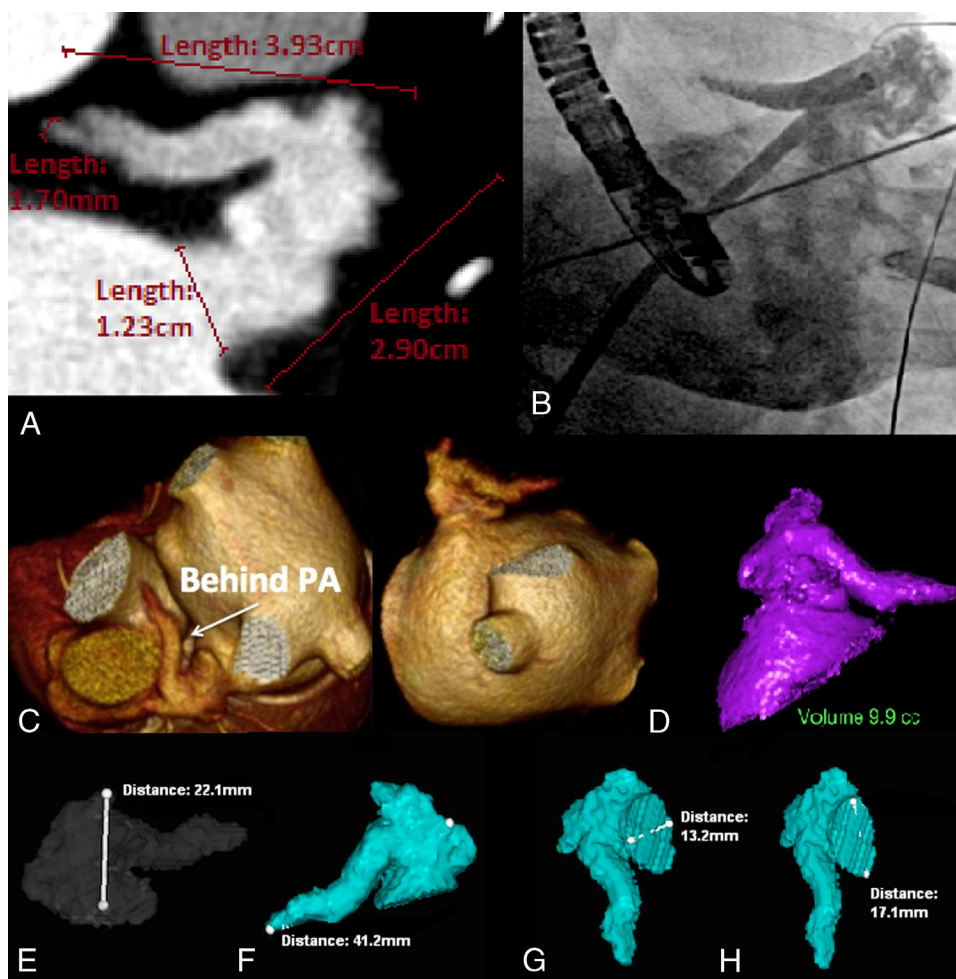 Length: 3.93cm
Length:
1.70mm
Length:
1.23cm
Length:
2.90cm
A
B
Behind PA
C
D
Volume 9.9 cc
Distance: 22.1mm
E
Distance: 41.2mm
F
Distance:
13.2mm
G
Distance:
17.1mm
H